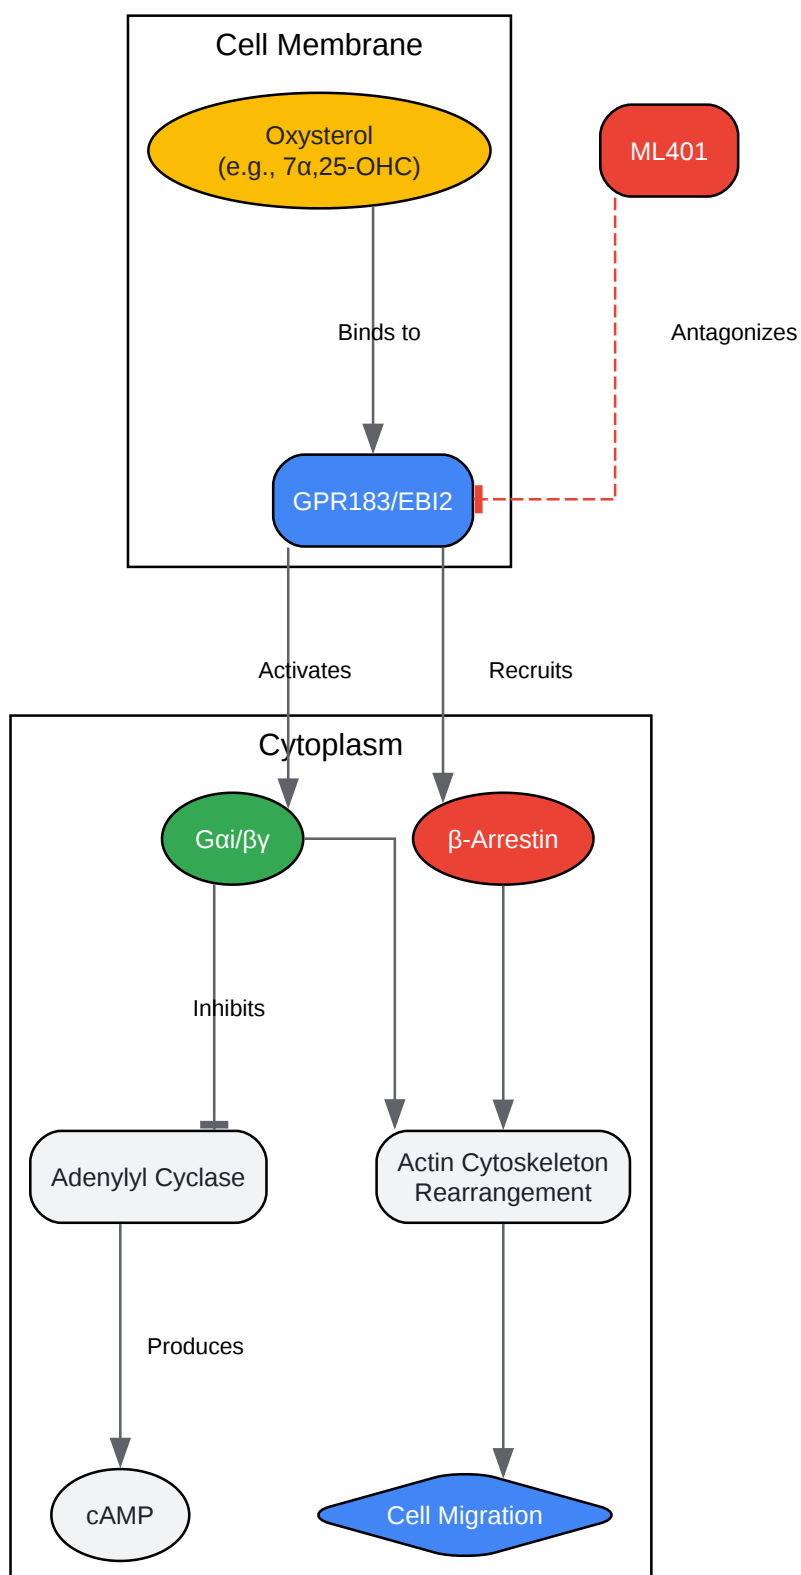 Cell Membrane
Oxysterol
(e.g., 7α,25-OHC)
ML401
Binds to
Antagonizes
GPR183/EBI2
Activates
Recruits
Cytoplasm
Gαi/βγ
β-Arrestin
Inhibits
Adenylyl Cyclase
Actin Cytoskeleton
Rearrangement
Produces
cAMP
Cell Migration